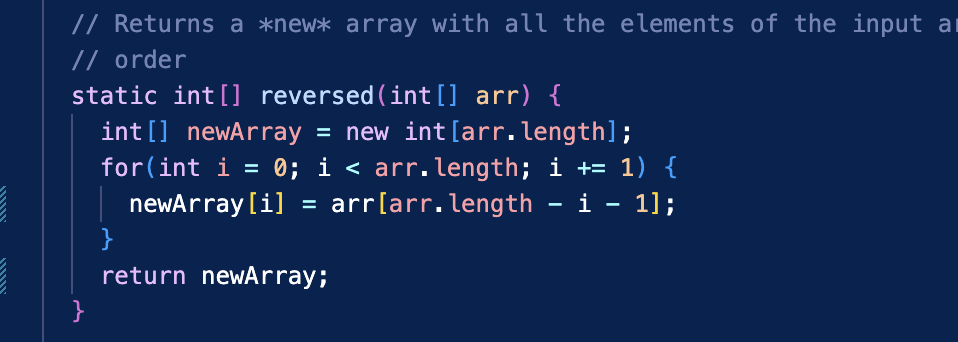 // Returns a *new* array with all the elements of the input
// order
static int[] reversed(int[] arr) {
int[] newArray = new int[arr.length];
for(int i = 0; i < arr.length; i += 1) {
newArray[i] = arr[arr.length - i - 1];
}
return newArray;
}